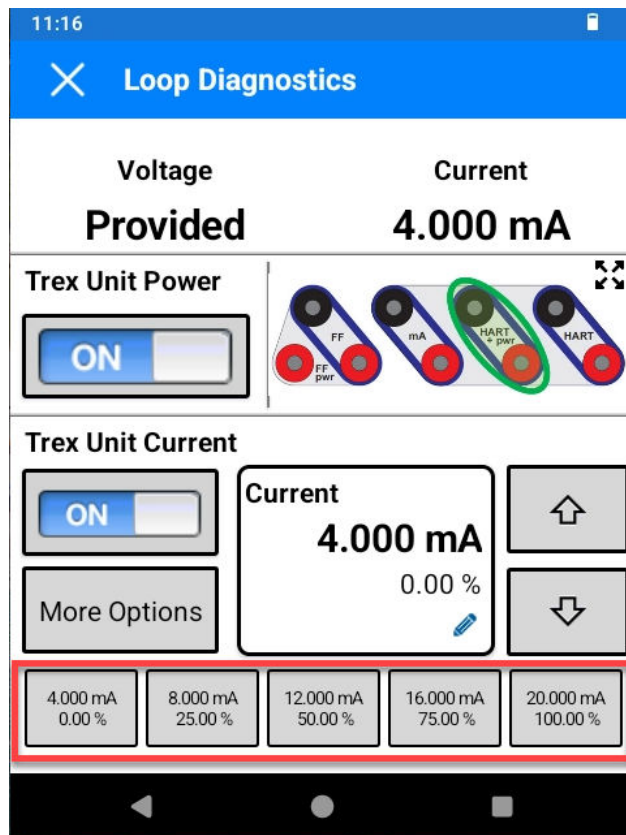 11:16
Loop Diagnostics
Voltage
Current
Provided
4.000 mA
Trex Unit Power
ON
FF
FF
pwr
mA
HART
+ pwr
HART
Trex Unit Current
ON
Current
4.000 mA
0.00 %
More Options
4.000 mA
0.00 %
8.000 mA
25.00 %
12.000 mA
50.00 %
16.000 mA
75.00 %
20.000 mA
100.00 %